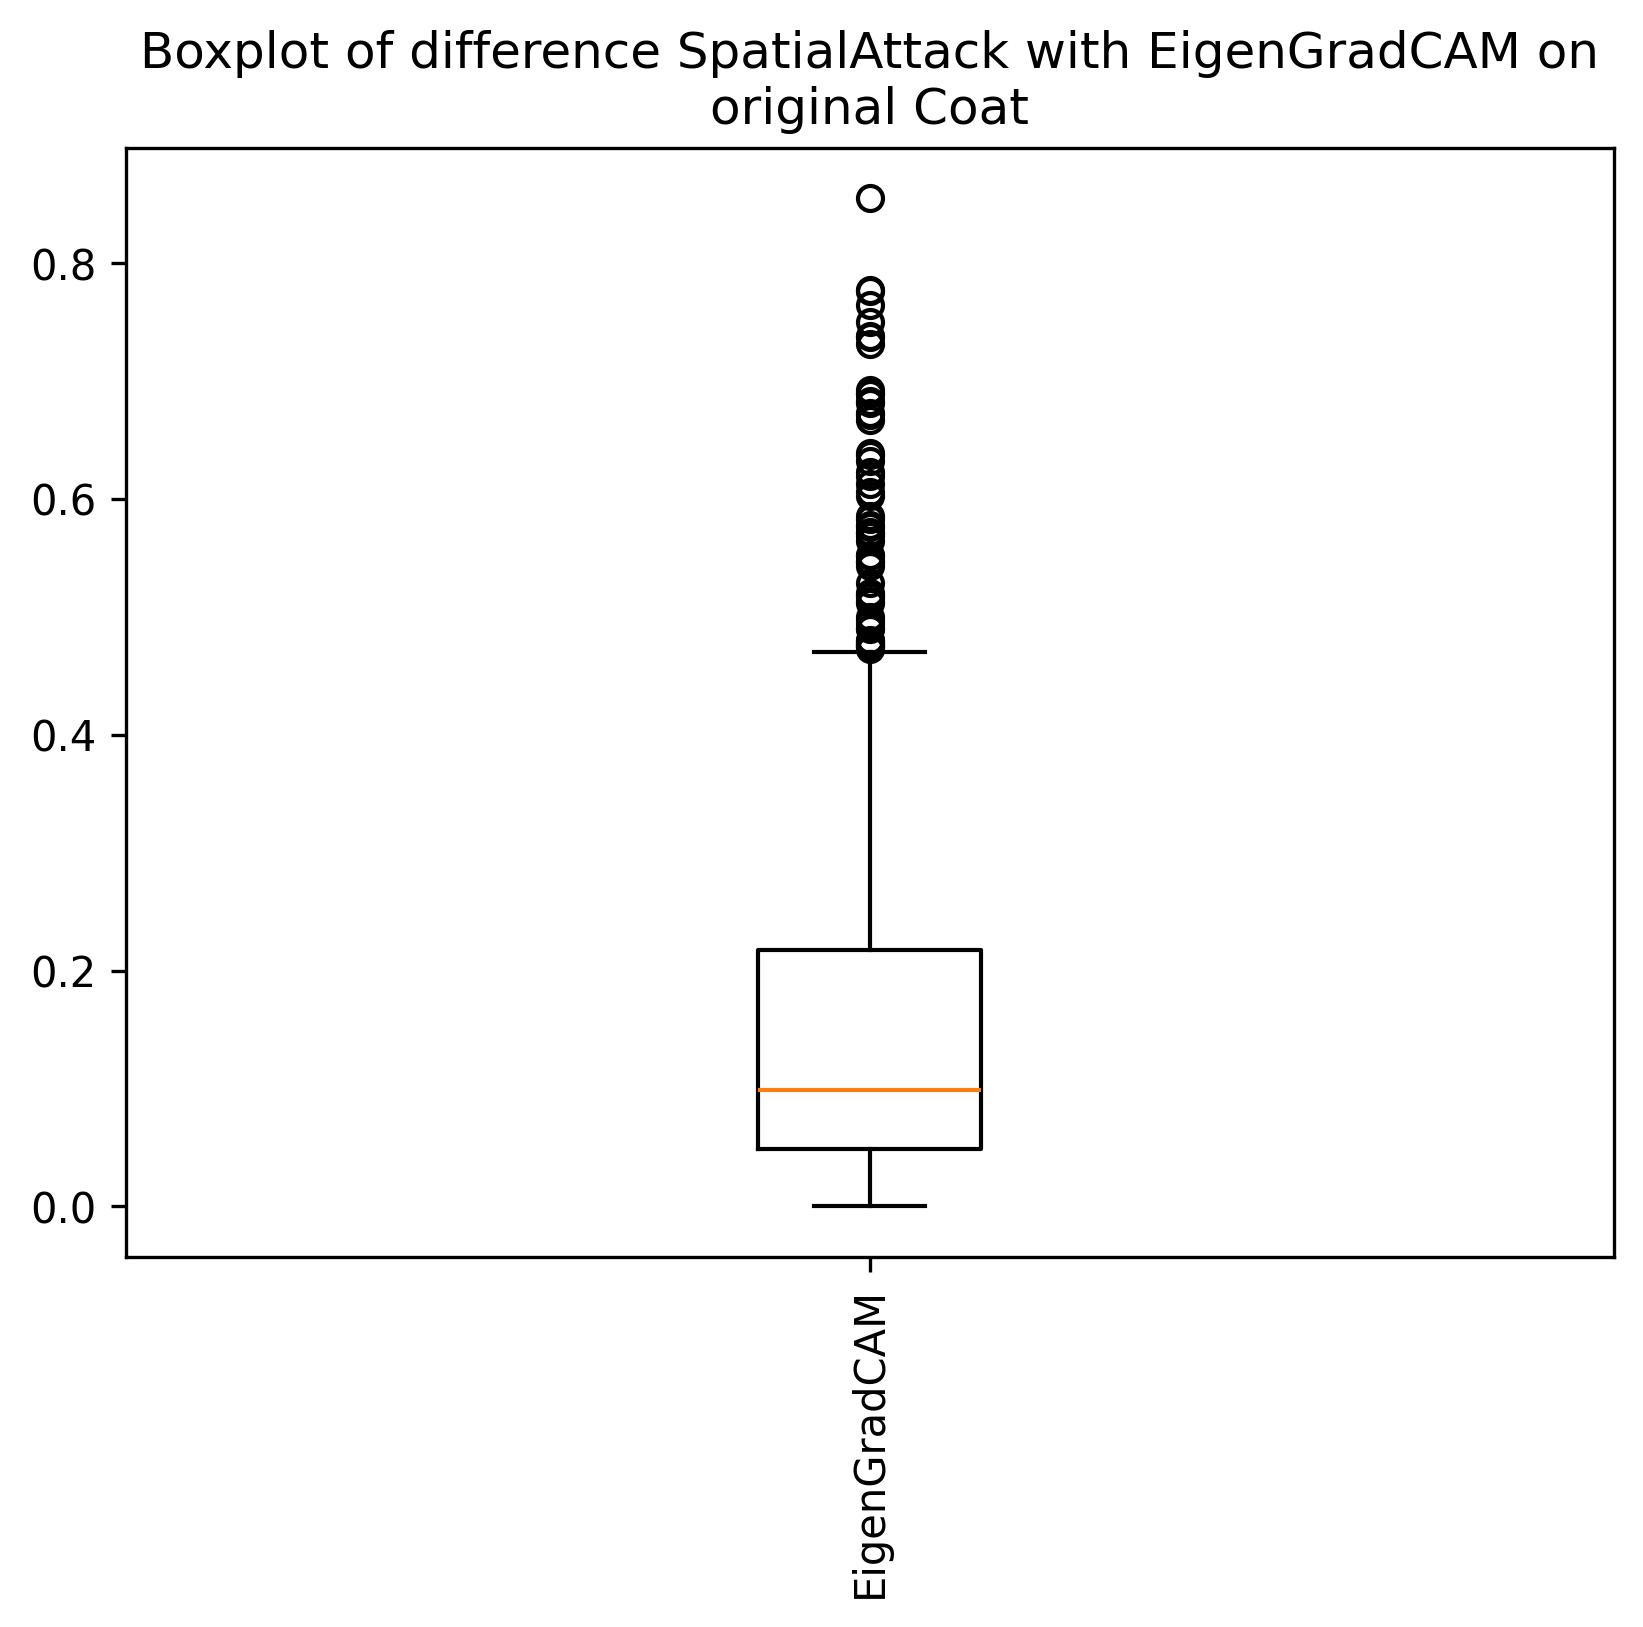 Boxplot of difference SpatialAttack with EigenGradCAM on
original Coat
0.8
0.6
0.4
0.2
0.0
EigenGradCAM